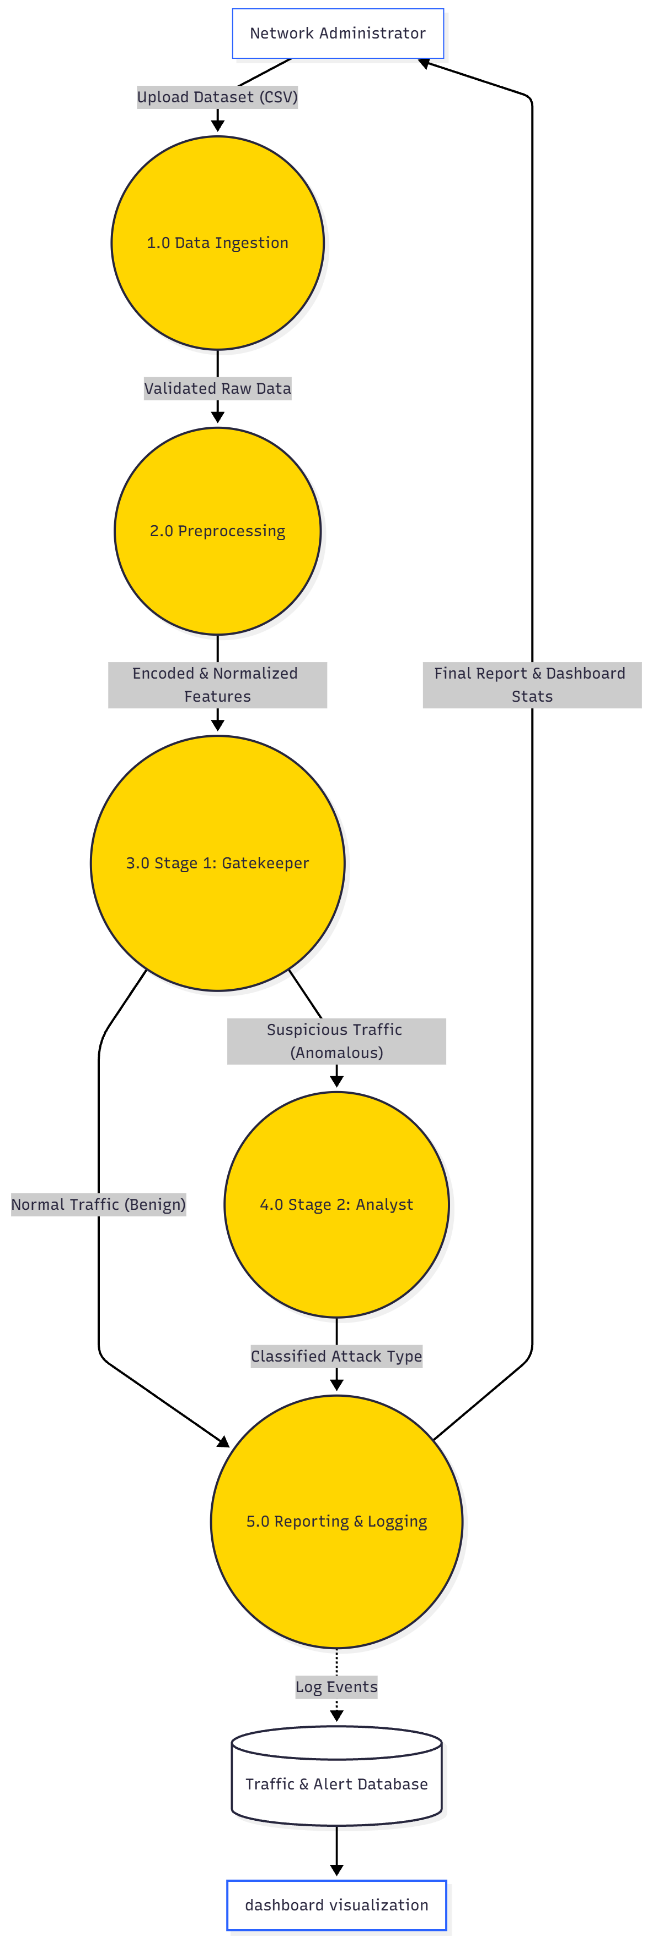 Network Administrator
Upload Dataset (CSV)
1.0 Data Ingestion
Validated Raw Data
2.0 Preprocessing
Encoded & Normalized
Features
Final Report & Dashboard
Stats
3.0 Stage 1: Gatekeeper
Suspicious Traffic
(Anomalous)
Normal Traffic (Benign)
4.0 Stage 2: Analyst
Classified Attack Type
5.0 Reporting & Logging
Log Events
Traffic & Alert Database
dashboard visualization